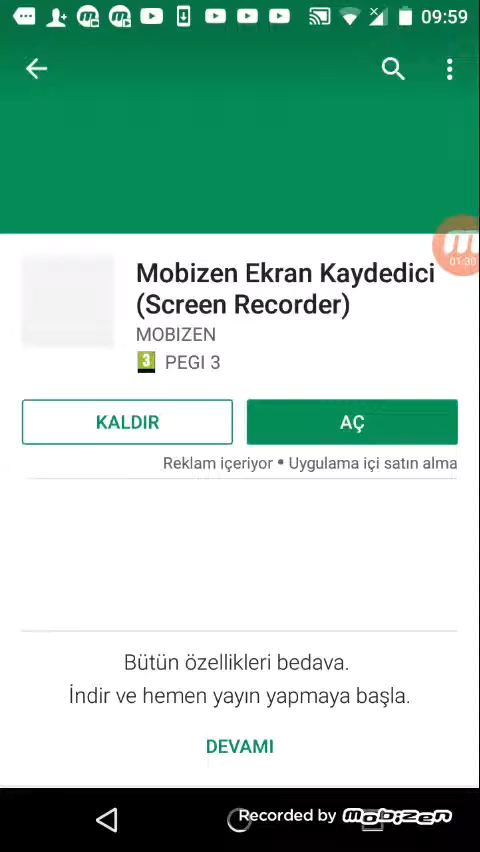 09:59
01:30
Mobizen Ekran Kaydedici
(Screen Recorder)
MOBIZEN
3 PEGI 3
KALDIR
AÇ
Reklam içeriyor • Uygulama içi satın alma
Bütün özellikleri bedava.
İndir ve hemen yayın yapmaya başla.
DEVAMI
Recorded by mobizen